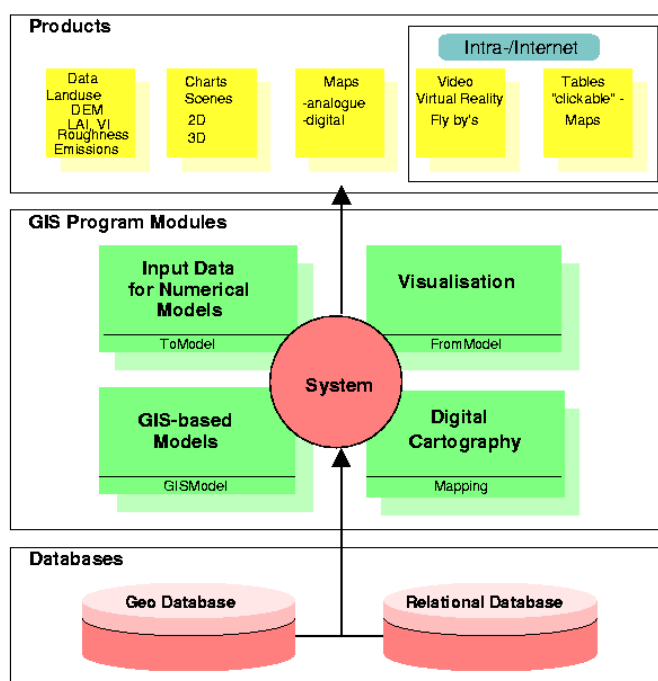 Products
Intra-/Internet
Data
Landuse
DEM
LAI, VI
Roughness
Emissions
Charts
Scenes
2D
3D
Maps
-analogue
-digital
Video
Virtual Reality
Fly by's
Tables
"clickable" -
Maps
GIS Program Modules
Input Data
for Numerical
Models
ToModel
Visualisation
FromModel
System
GIS-based
Models
GISModel
Digital
Cartography
Mapping
Databases
Geo Database
Relational Database